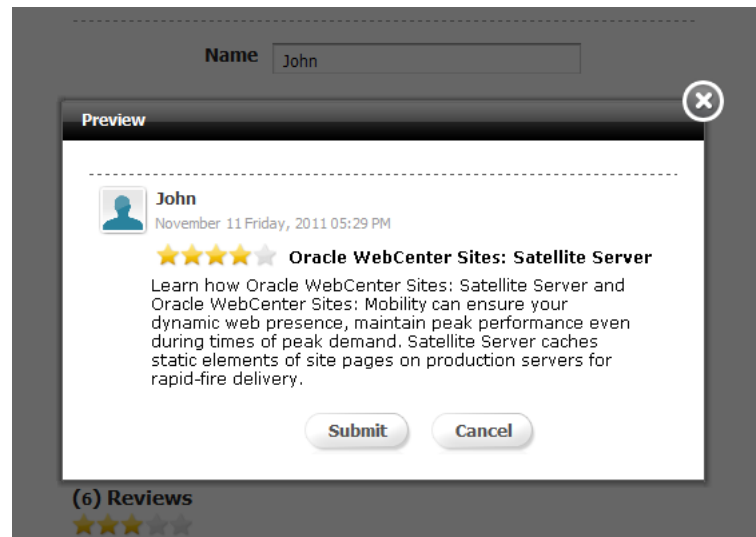 Name John
Preview
John
November 11 Friday, 2011 05:29 PM
Oracle WebCenter Sites: Satellite Server
Learn how Oracle WebCenter Sites: Satellite Server and
Oracle WebCenter Sites: Mobility can ensure your
dynamic web presence, maintain peak performance even
during times of peak demand. Satellite Server caches
static elements of site pages on production servers for
rapid-fire delivery.
Submit Cancel
(6) Reviews